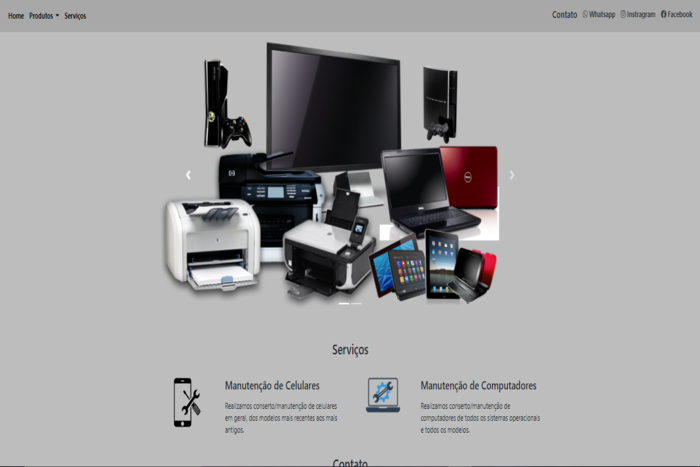 Home Produtos Serviços
Contato Whatsapp Instragram Facebook
hp
DELL
Serviços
Manutenção de Celulares
Realizamos conserto/manutenção de celulares
em geral, dos modelos mais recentes aos mais
antigos.
Manutenção de Computadores
Realizamos conserto/manutenção de
computadores de todos os sistemas operacionais
e todos os modelos.
Contato